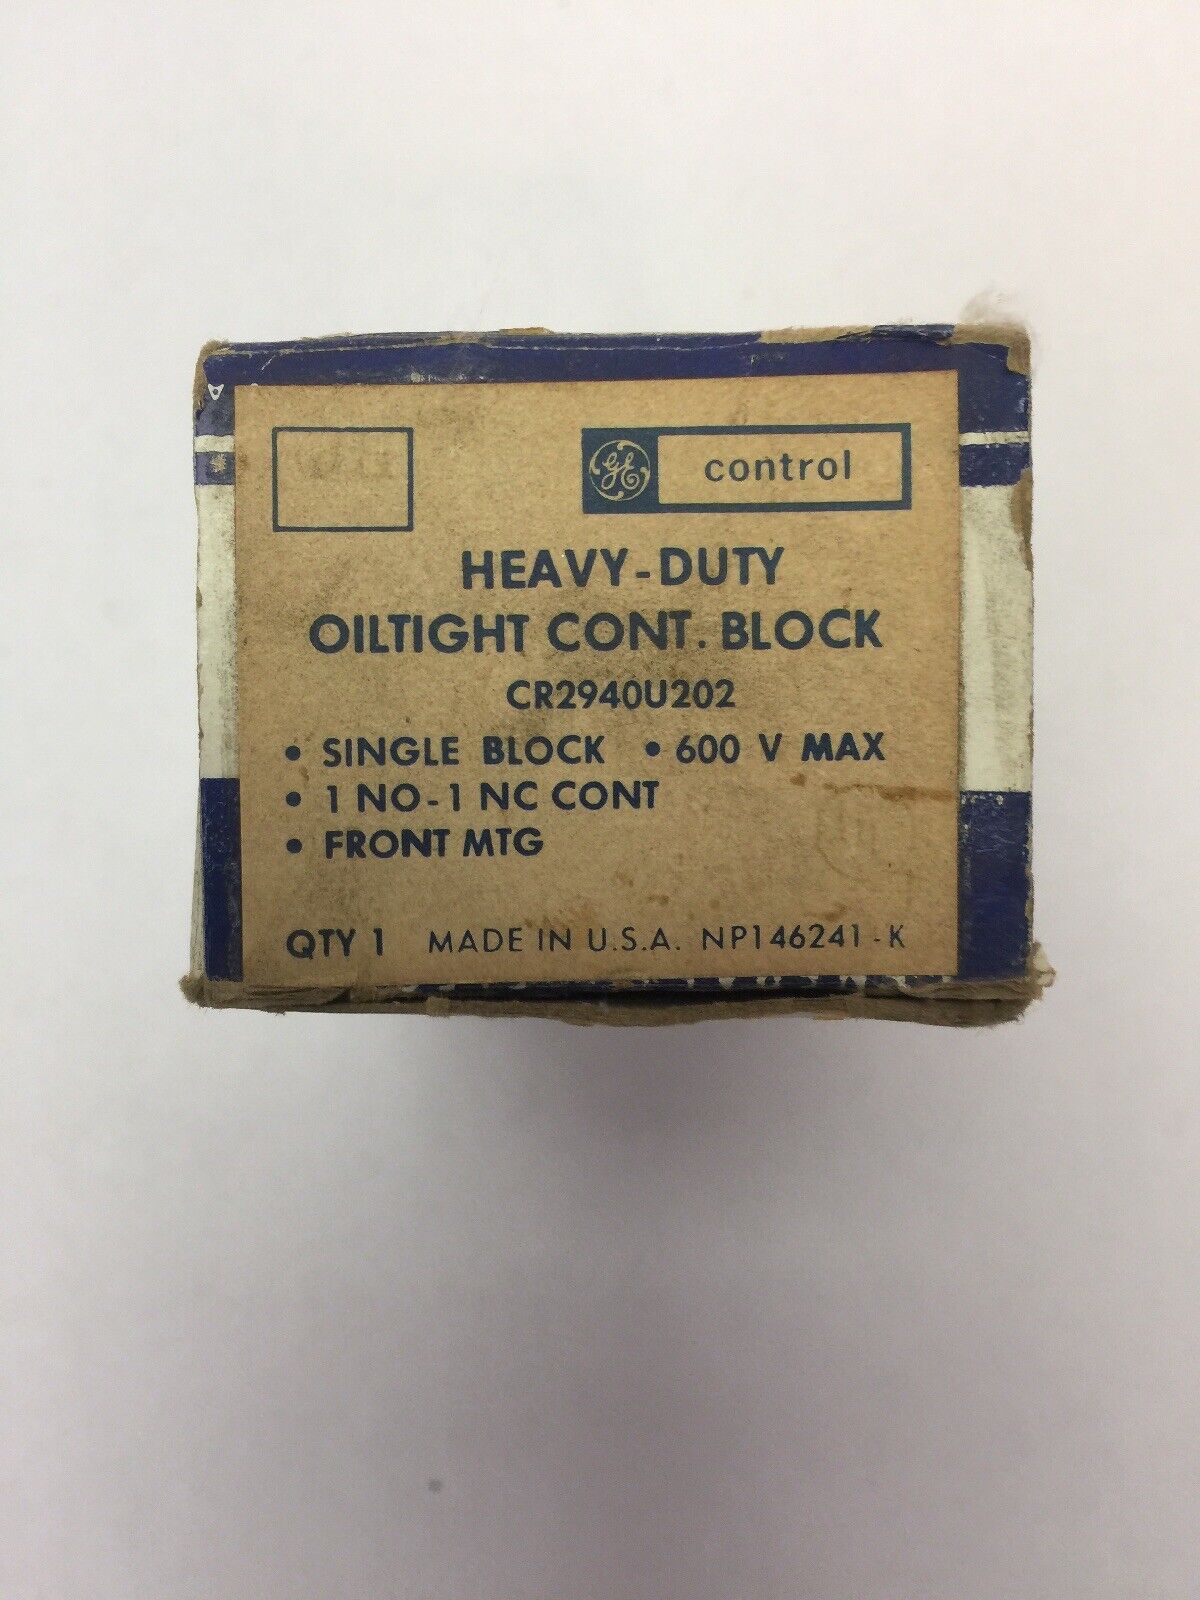 GE control
HEAVY-DUTY
OILTIGHT CONT. BLOCK
CR2940U202
• SINGLE BLOCK • 600 V MAX
• 1 NO-1 NC CONT
• FRONT MTG
QTY 1 MADE IN U.S.A. NP146241-K